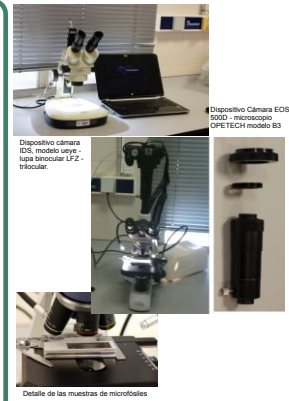 Dispositivo Cámara EOS
500D - microscopio
OPETECH modelo B3
Dispositivo cámara
IDS, modelo ueye -
lupa binocular LFZ -
trilocular.
Detalle de las muestras de microfósiles